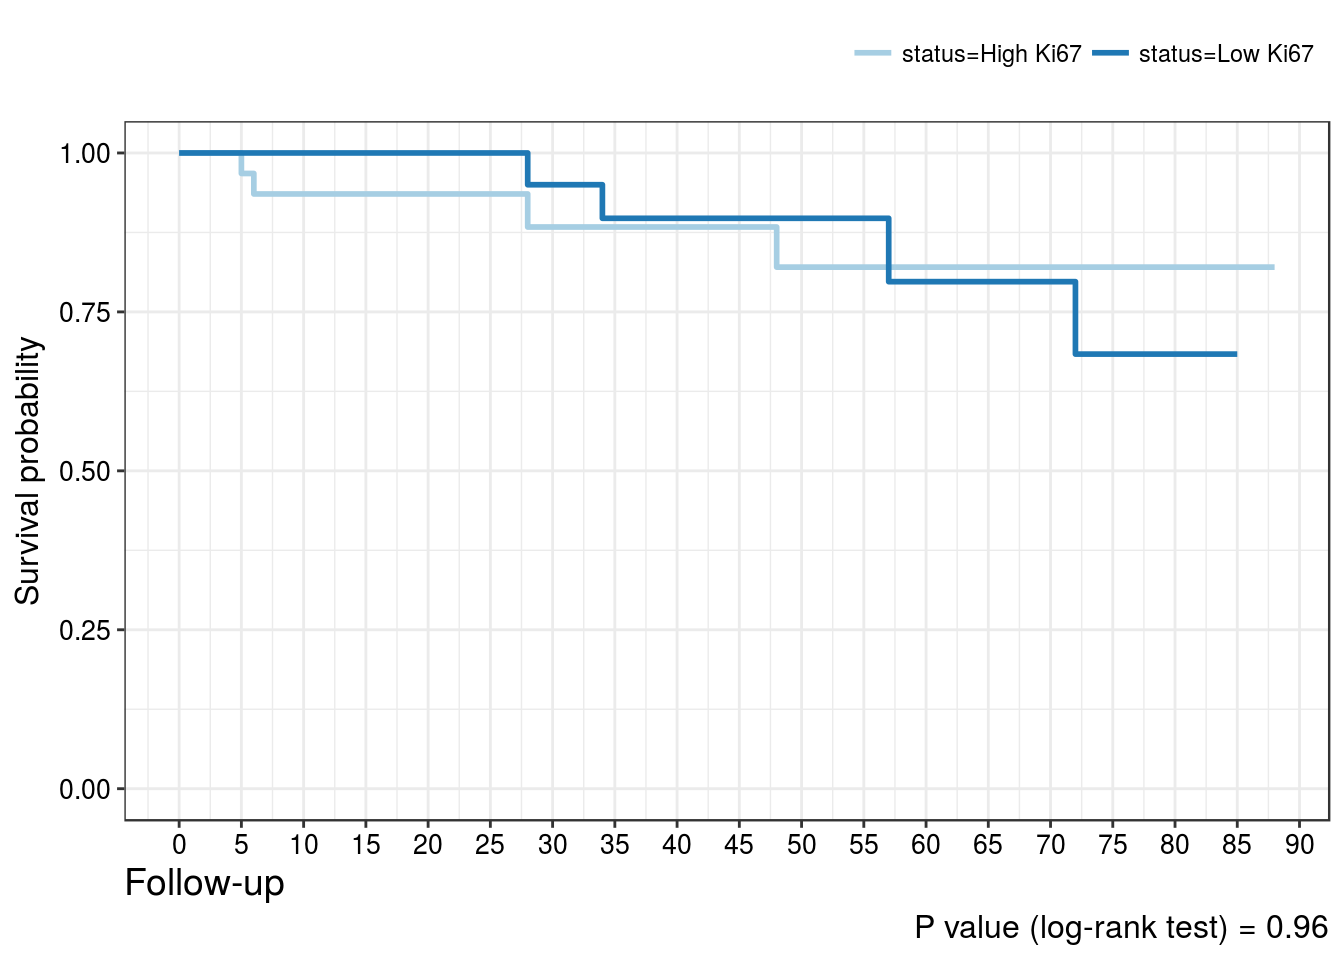 status=High Ki67 status=Low Ki67
Survival probability
1.00
0.75
0.50
0.25
0.00
0 5 10 15 20 25 30 35 40 45 50 55 60 65 70 75 80 85 90
Follow-up
P value (log-rank test) = 0.96